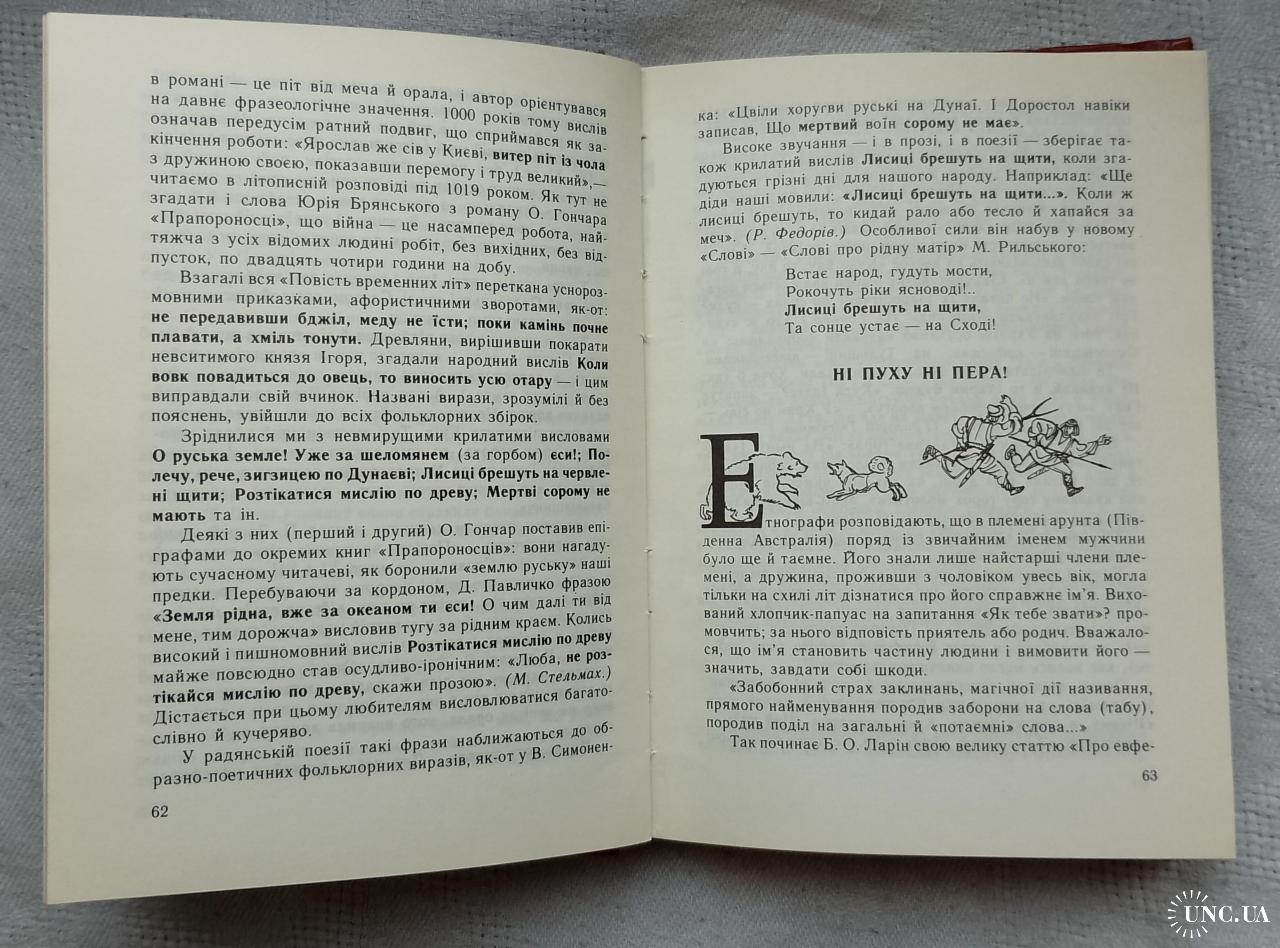 в романі — це піт від меча й орала, і автор орієнтувався
на давнє фразеологічне значення. 1000 років тому вислів
означав передусім ратний подвиг, що сприймався як за-
кінчення роботи: «Ярослав же сів у Києві, витер піт із чола
з дружиною своєю, показавши перемогу і труд великий»,—
читаємо в літописній розповіді під 1019 роком. Як тут не
згадати і слова Юрія Брянського з роману О. Гончара
«Прапороносці», що війна — це насамперед робота, най-
тяжча з усіх відомих людині робіт, без вихідних, без від-
пусток, по двадцять чотири години на добу.
Взагалі вся «Повість временних літ» переткана уснороз-
мовними приказками, афористичними зворотами, як-от:
не передавивши бджіл, меду не їсти; поки камінь почне
плавати, а хміль тонути. Древляни, вирішивши покарати
невситимого князя Ігоря, згадали народний вислів Коли
вовк повадиться до овець, то виносить усю отару — і цим
виправдали свій вчинок. Названі вирази, зрозумілі й без
пояснень, увійшли до всіх фольклорних збірок.
Зріднилися ми з невмирущими крилатими висловами
О руська земле! Уже за шеломянем (за горбом) єси!; По-
лечу, рече, зигзицею по Дунаєві; Лисиці брешуть на червле-
ні щити; Розтікатися мислію по древу; Мертві сорому не
мають та ін.
Деякі з них (перший і другий) О. Гончар поставив епі-
графами до окремих книг «Прапороносців»: вони нагаду-
ють сучасному читачеві, як боронили «землю руську» наші
предки. Перебуваючи за кордоном, Д. Павличко фразою
«Земля рідна, вже за океаном ти єси! О чим далі ти від
мене, тим дорожча» висловив тугу за рідним краєм. Колись
високий і пишномовний вислів Розтікатися мислію по древу
майже повсюдно став осудливо-іронічним: «Люба, не роз-
тікайся мислію по древу, скажи прозою». (М. Стельмах.)
Дістається при цьому любителям висловлюватися багато-
слівно й кучеряво.
У радянській поезії такі фрази наближаються до об-
разно-поетичних фольклорних виразів, як-от у В. Симонен-
62
ка: «Цвіли хоругви руські на Дунаї. І Доростол навіки
записав, Що мертвий воїн сорому не має».
Високе звучання — і в прозі, і в поезії — зберігає та-
кож крилатий вислів Лисиці брешуть на щити, коли зга-
дуються грізні дні для нашого народу. Наприклад: «Ще
діди наші мовили: «Лисиці брешуть на щити...». Коли ж
лисиці брешуть, то кидай рало або тесло й хапайся за
меч». (Р. Федорів.) Особливої сили він набув у новому
«Слові» — «Слові про рідну матір» М. Рильського:
Встає народ, гудуть мости,
Рокочуть ріки ясноводі!..
Лисиці брешуть на щити,
Та сонце устає — на Сході!
НІ ПУХУ НІ ПЕРА!
Етнографи розповідають, що в племені арунта (Пів-
денна Австралія) поряд із звичайним іменем мужчини
було ще й таємне. Його знали лише найстарші члени пле-
мені, а дружина, проживши з чоловіком увесь вік, могла
тільки на схилі літ дізнатися про його справжнє ім'я. Вихо-
ваний хлопчик-папуас на запитання «Як тебе звати»? про-
мовчить; за нього відповість приятель або родич. Вважало-
ся, що ім'я становить частину людини і вимовити його —
значить, завдати собі шкоди.
«Забобонний страх заклинань, магічної дії називання,
прямого найменування породив заборони на слова (табу),
породив поділ на загальні й «потаємні» слова...»
Так починає Б. О. Ларін свою велику статтю «Про евфе-
63
UNC.UA